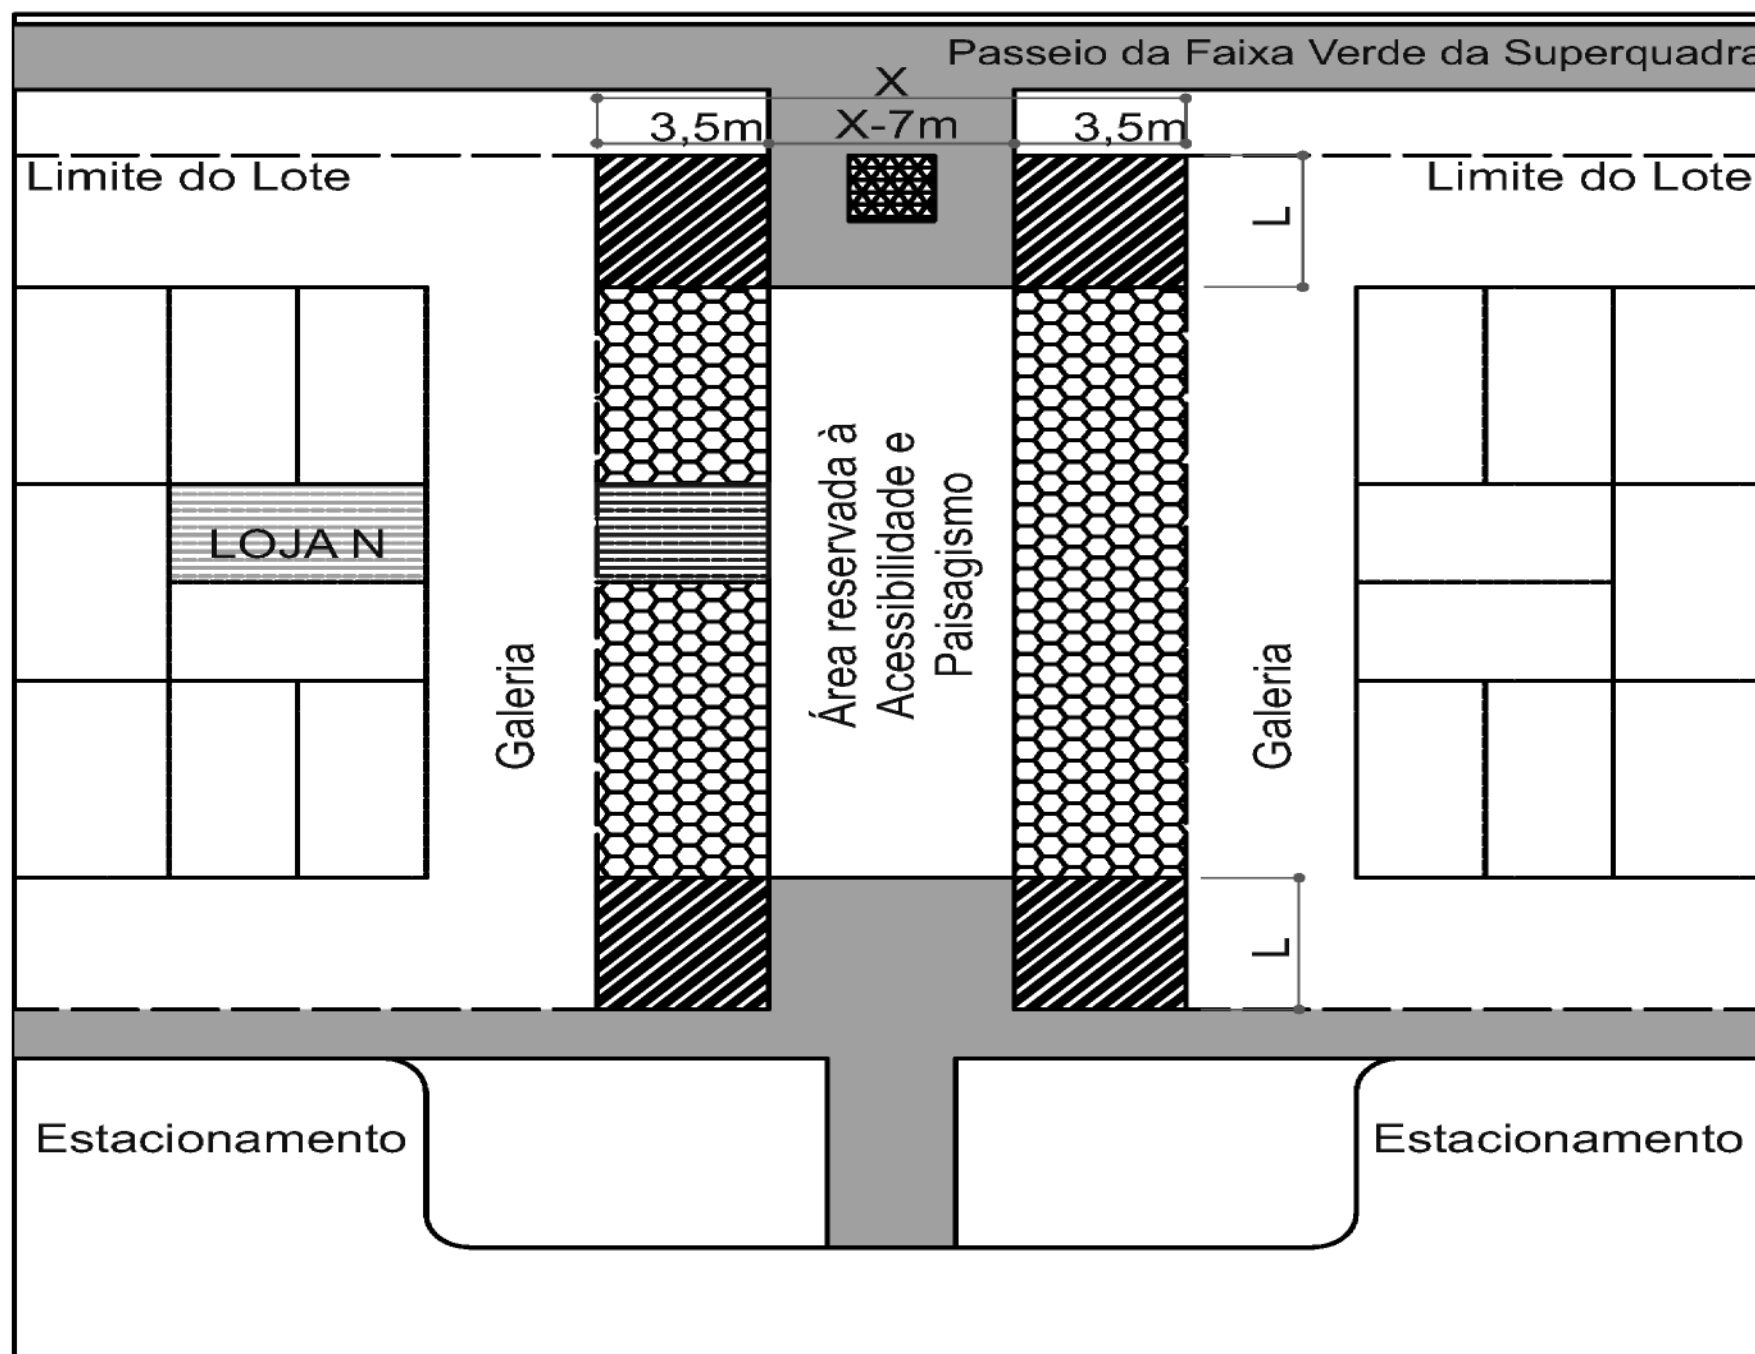 Passeio da Faixa Verde da Superquadra
X
3,5m
X-7m
3,5m
Limite do Lote
Limite do Lote
L
LOJA N
Área reservada à
Acessibilidade e
Paisagismo
Galeria
Galeria
L
Estacionamento
Estacionamento